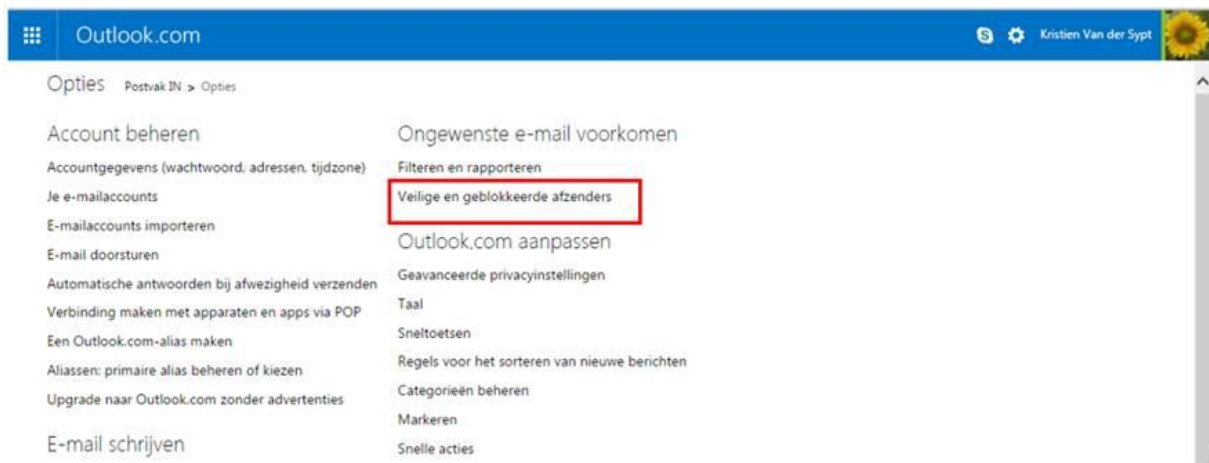 Outlook.com
Kristien Van der Sypt
Opties Postvak IN > Opties
Account beheren
Accountgegevens (wachtwoord, adressen, tijdzone)
Je e-mailaccounts
E-mailaccounts importeren
E-mail doorsturen
Automatische antwoorden bij afwezigheid verzenden
Verbinding maken met apparaten en apps via POP
Een Outlook.com-alias maken
Aliassen: primaire alias beheren of kiezen
Upgrade naar Outlook.com zonder advertenties
E-mail schrijven
Ongewenste e-mail voorkomen
Filteren en rapporteren
Veilige en geblokkeerde afzenders
Outlook.com aanpassen
Geavanceerde privacyinstellingen
Taal
Sneltoetsen
Regels voor het sorteren van nieuwe berichten
Categorieën beheren
Markeren
Snelle acties